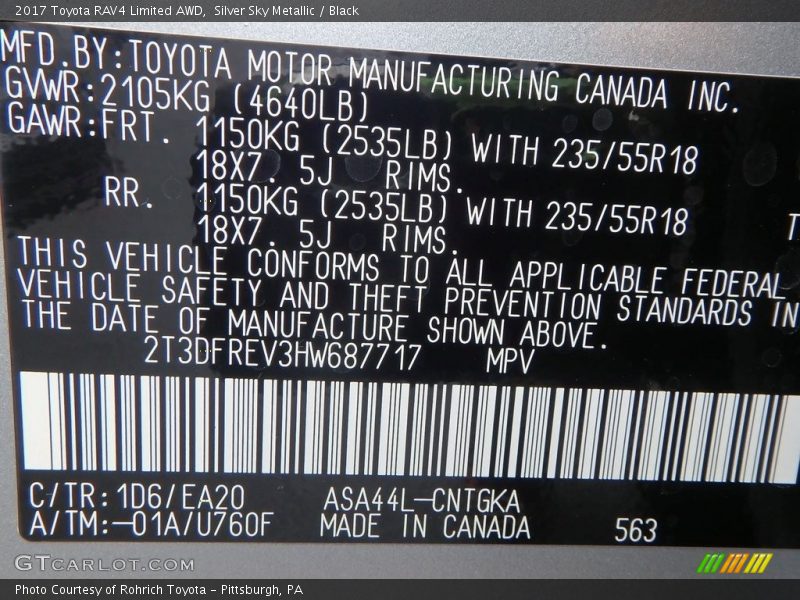 2017 Toyota RAV4 Limited AWD, Silver Sky Metallic / Black
MFD.BY:TOYOTA MOTOR MANUFACTURING CANADA INC.
GVWR:2105KG (4640LB)
GAWR:FRT. 1150KG (2535LB) WITH 235/55R18
18X7. 5J RIMS.
RR. 1150KG (2535LB) WITH 235/55R18
18X7. 5J RIMS. T
THIS VEHICLE CONFORMS TO ALL APPLICABLE FEDERAL
VEHICLE SAFETY AND THEFT PREVENTION STANDARDS IN
THE DATE OF MANUFACTURE SHOWN ABOVE.
2T3DFREV3HW687717 MPV
C/TR:1D6/EA20 ASA44L-CNTGKA
A/TM:-01A/U760F MADE IN CANADA 563
GTCARLOT.COM
Photo Courtesy of Rohrich Toyota - Pittsburgh, PA